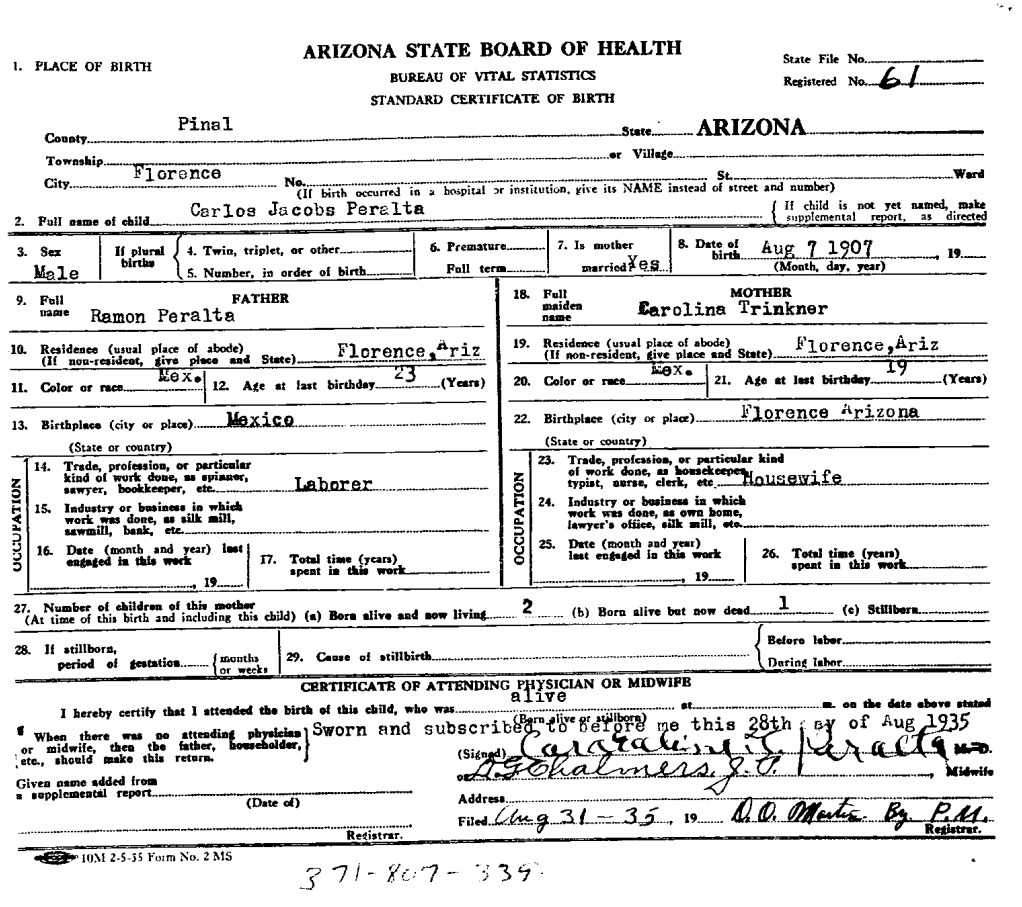 ARIZONA STATE BOARD OF HEALTH
1. PLACE OF BIRTH
BUREAU OF VITAL STATISTICS
STANDARD CERTIFICATE OF BIRTH
State File No.
Registered No. 61
County Pinal State ARIZONA
Township or Village
City Florence No. St. Ward
(If birth occurred in a hospital or institution, give its NAME instead of street and number)
2. Full name of child Carlos Jacobs Peralta { If child is not yet named, make supplemental report, as directed
3. Sex Male
If plural births { 4. Twin, triplet, or other
5. Number, in order of birth
6. Premature
Full term
7. Is mother married? Yes
8. Date of birth Aug 7 1907, 19
(Month, day, year)
FATHER
9. Full name Ramon Peralta
10. Residence (usual place of abode)
(If non-resident, give place and State) Florence, Ariz
11. Color or race Mex. 12. Age at last birthday 23 (Years)
13. Birthplace (city or place) Mexico
(State or country)
OCCUPATION
14. Trade, profession, or particular
kind of work done, as spinner,
sawyer, bookkeeper, etc. Laborer
15. Industry or business in which
work was done, as silk mill,
sawmill, bank, etc.
16. Date (month and year) last
engaged in this work
, 19
17. Total time (years)
spent in this work
MOTHER
18. Full maiden name Carolina Trinkner
19. Residence (usual place of abode)
(If non-resident, give place and State) Florence, Ariz
20. Color or race Mex. 21. Age at last birthday 19 (Years)
22. Birthplace (city or place) Florence Arizona
(State or country)
OCCUPATION
23. Trade, profession, or particular kind
of work done, as housekeeper,
typist, nurse, clerk, etc Housewife
24. Industry or business in which
work was done, as own home,
lawyer's office, silk mill, etc.
25. Date (month and year)
last engaged in this work
, 19
26. Total time (years)
spent in this work
27. Number of children of this mother
(At time of this birth and including this child) (a) Born alive and now living 2 (b) Born alive but now dead 1 (c) Stillborn
28. If stillborn,
period of gestation { months or weeks
29. Cause of stillbirth
{ Before labor
During labor
CERTIFICATE OF ATTENDING PHYSICIAN OR MIDWIFE
I hereby certify that I attended the birth of this child, who was alive at m. on the date above stated
(Born alive or stillborn)
Sworn and subscribed to before me this 28th ay of Aug 1935
When there was no attending physician
or midwife, then the father, householder,
etc., should make this return.
(Signed) Peralta M.D.
or A.G. Chalmers, J.P., Midwife
Given name added from
a supplemental report
(Date of)
Registrar.
Address
Filed Aug 31-35, 19 D.O. Martin By P.M.
Registrar.
10M 2-5-35 Form No. 2 MS
371-807-339